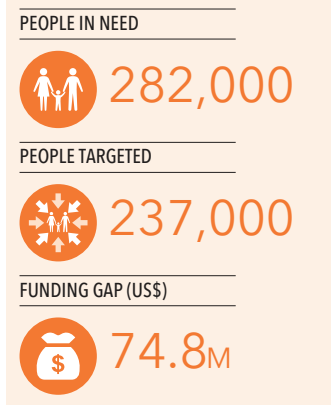 PEOPLE IN NEED
282,000
PEOPLE TARGETED
237,000
FUNDING GAP (US$)
$
74.8M